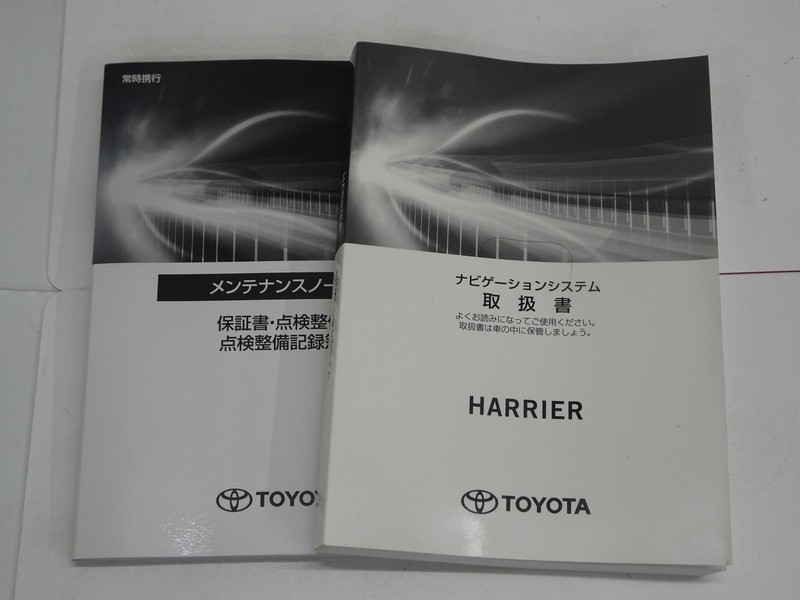 常時携行
メンテナンスノー
保証書・点検整
点検整備記録
TOYO
ナビゲーションシステム
取扱書
よくお読みになってご使用ください。
取扱書は車の中に保管しましょう。
HARRIER
TOYOTA